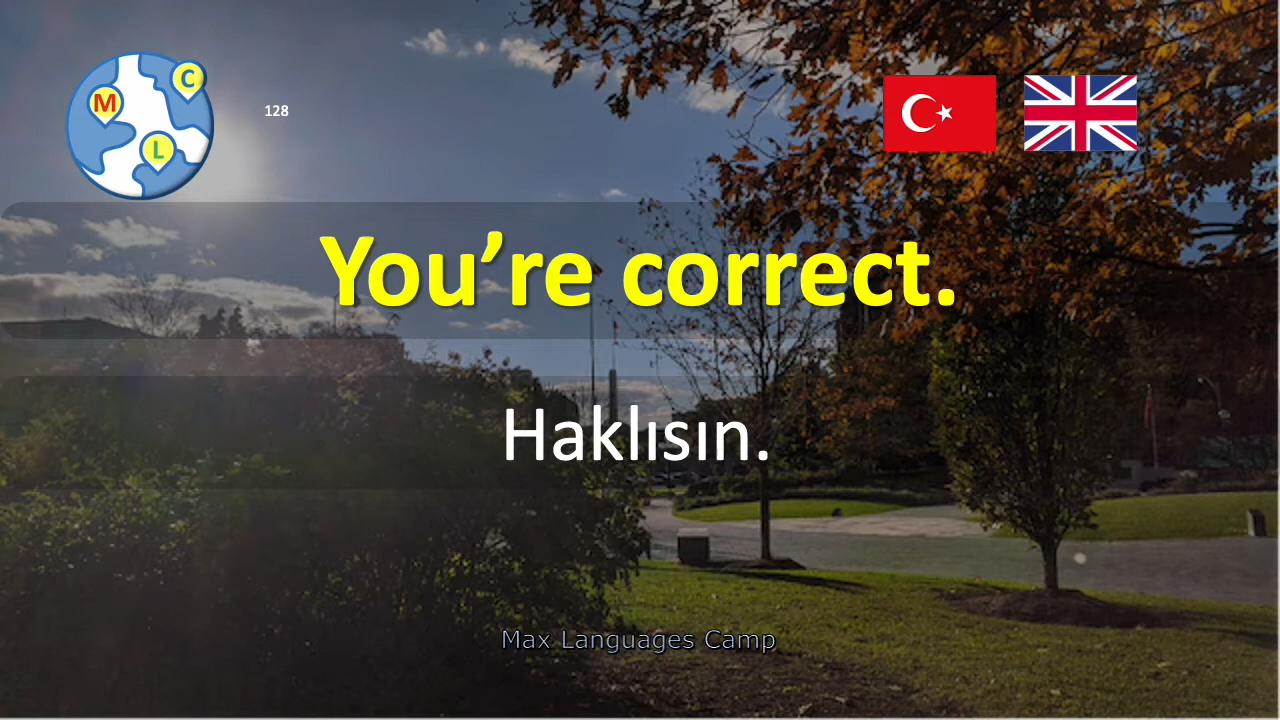 M
C
L
128
You’re correct.
Haklısın.
Max Languages Camp